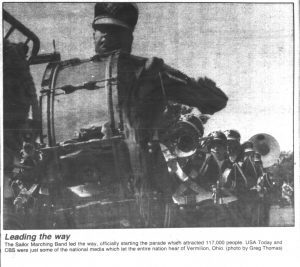 Leading the way
The Sailor Marching Band led the way, officially starting the parade which attracted 117,000 people. USA Today and
CBS were just some of the national media which let the entire nation hear of Vermilion, Ohio. (photo by Greg Thomas)